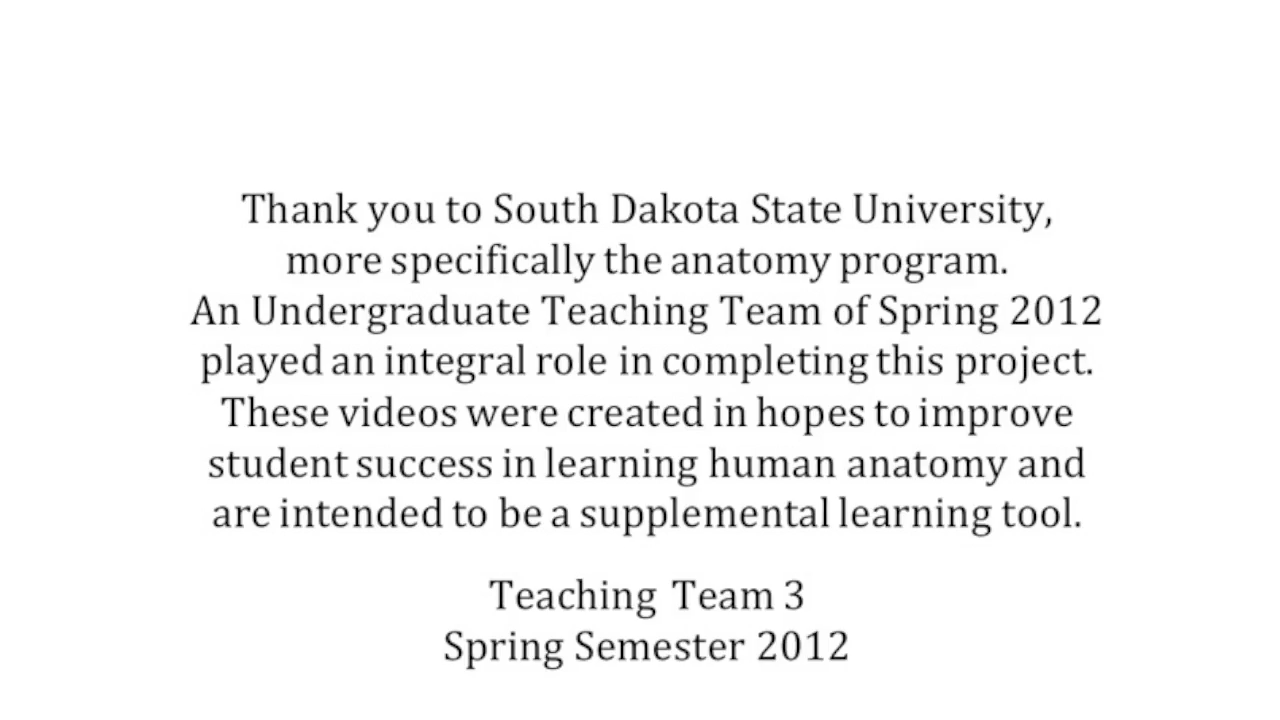 Thank you to South Dakota State University,
more specifically the anatomy program.
An Undergraduate Teaching Team of Spring 2012
played an integral role in completing this project.
These videos were created in hopes to improve
student success in learning human anatomy and
are intended to be a supplemental learning tool.
Teaching Team 3
Spring Semester 2012